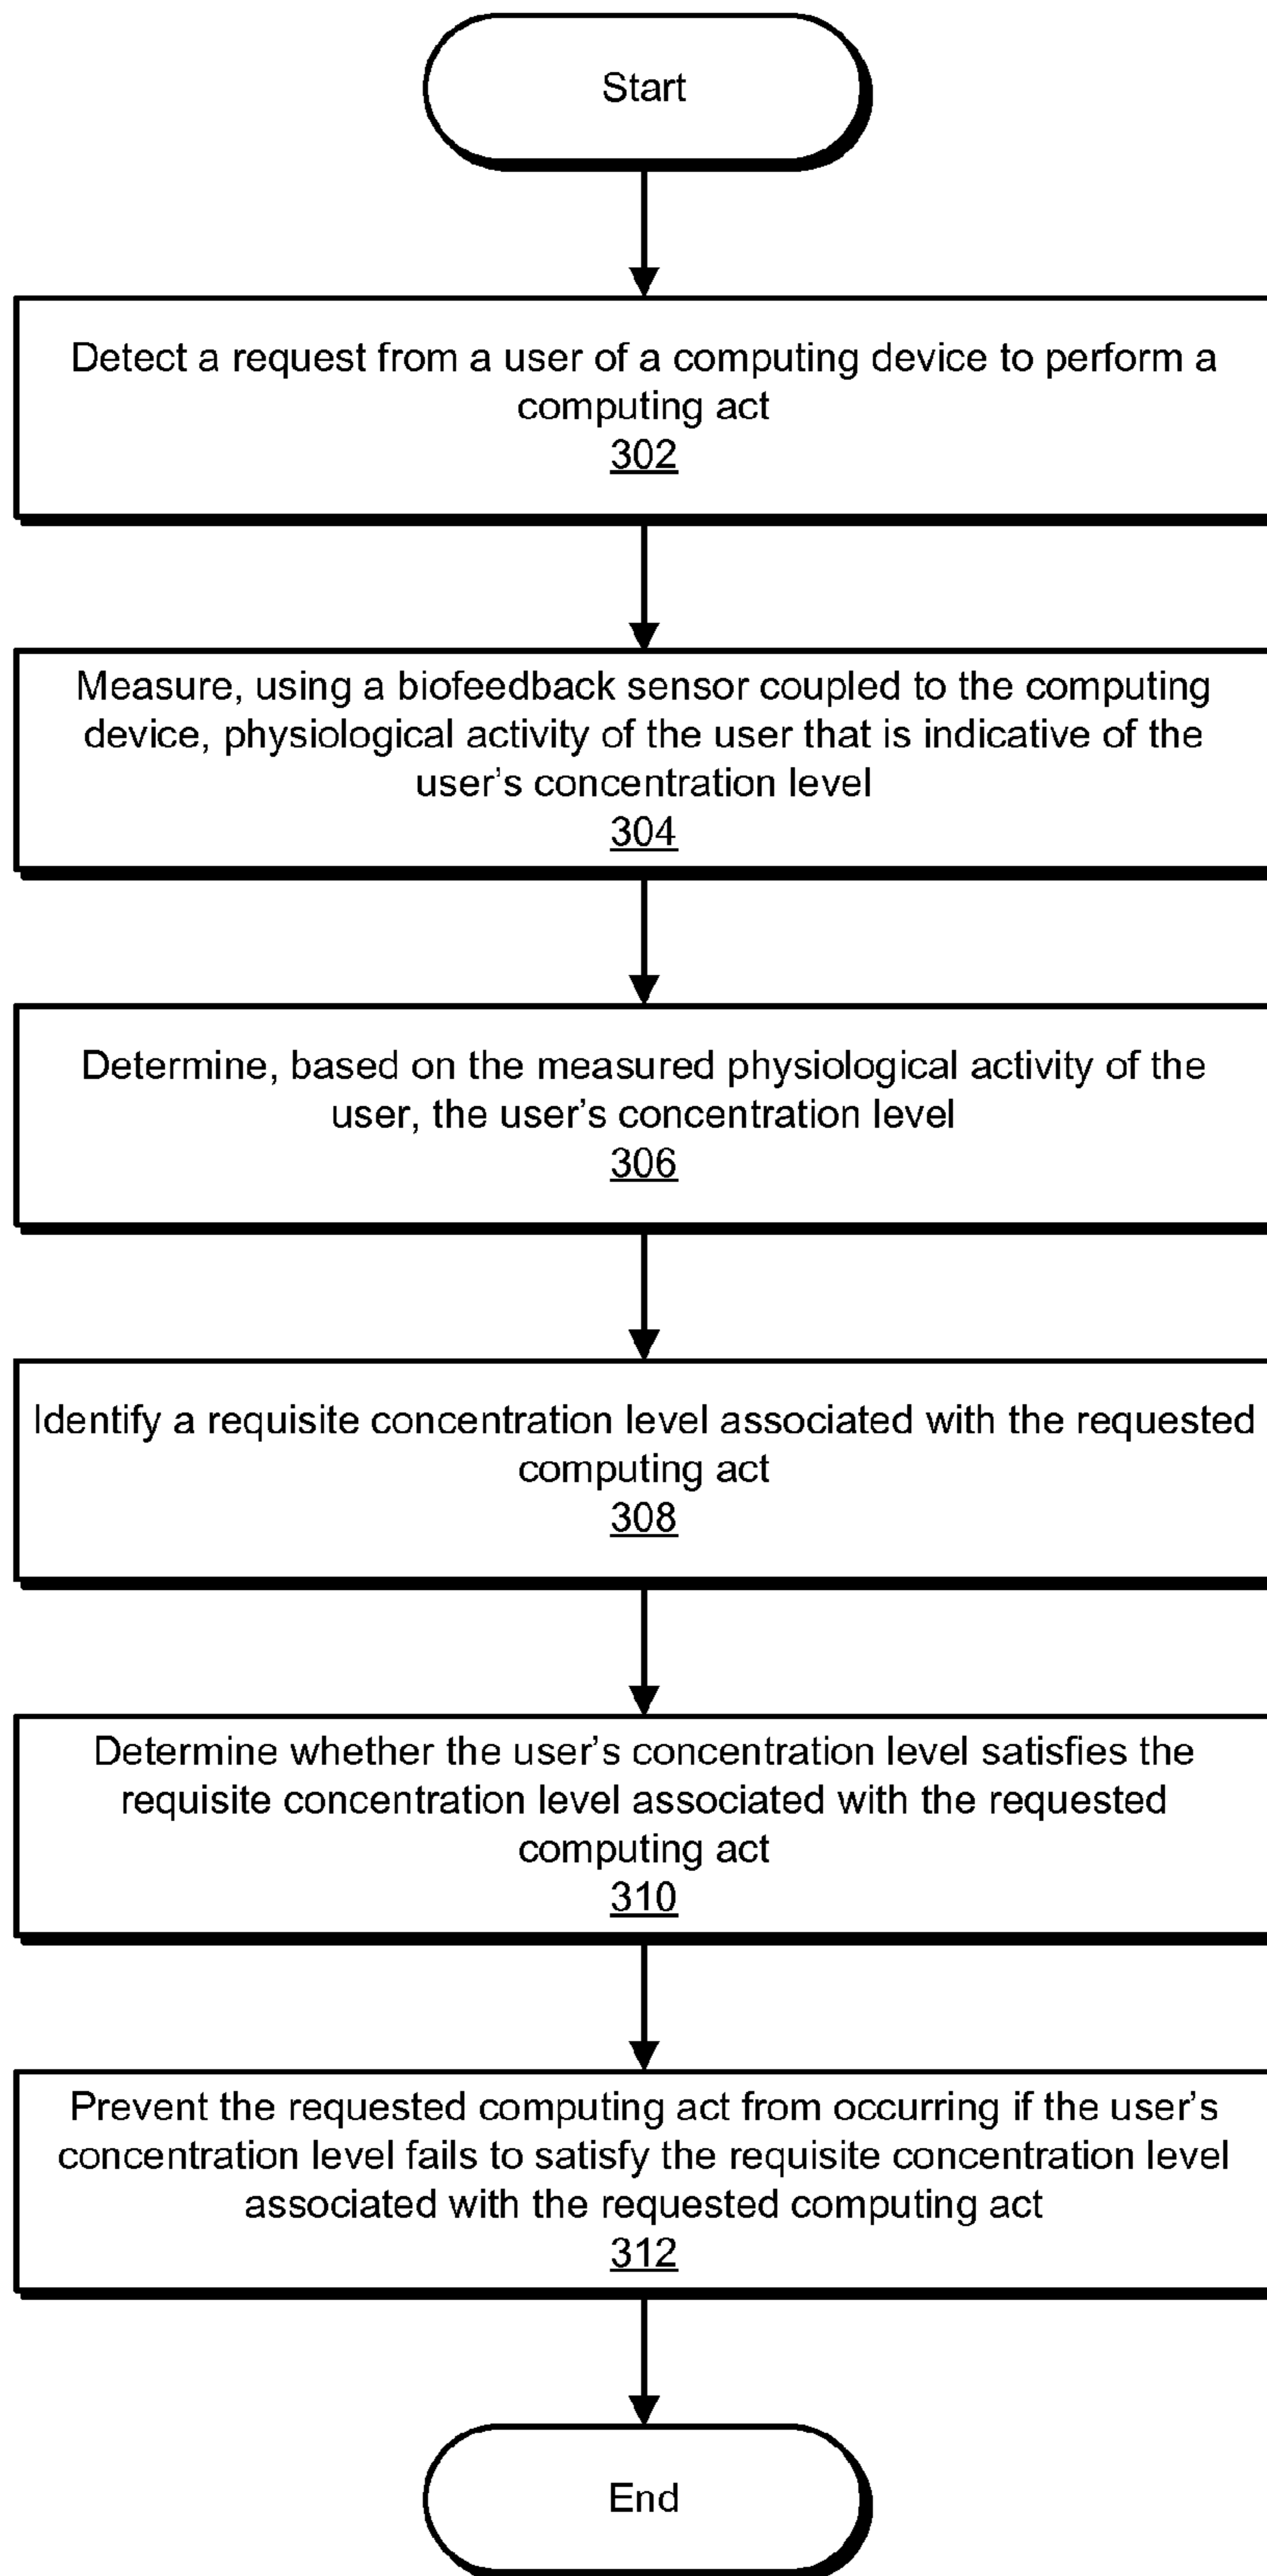 Start
Detect a request from a user of a computing device to perform a
computing act
302
Measure, using a biofeedback sensor coupled to the computing
device, physiological activity of the user that is indicative of the
user’s concentration level
304
Determine, based on the measured physiological activity of the
user, the user’s concentration level
306
Identify a requisite concentration level associated with the requested
computing act
308
Determine whether the user’s concentration level satisfies the
requisite concentration level associated with the requested
computing act
310
Prevent the requested computing act from occurring if the user’s
concentration level fails to satisfy the requisite concentration level
associated with the requested computing act
312
End